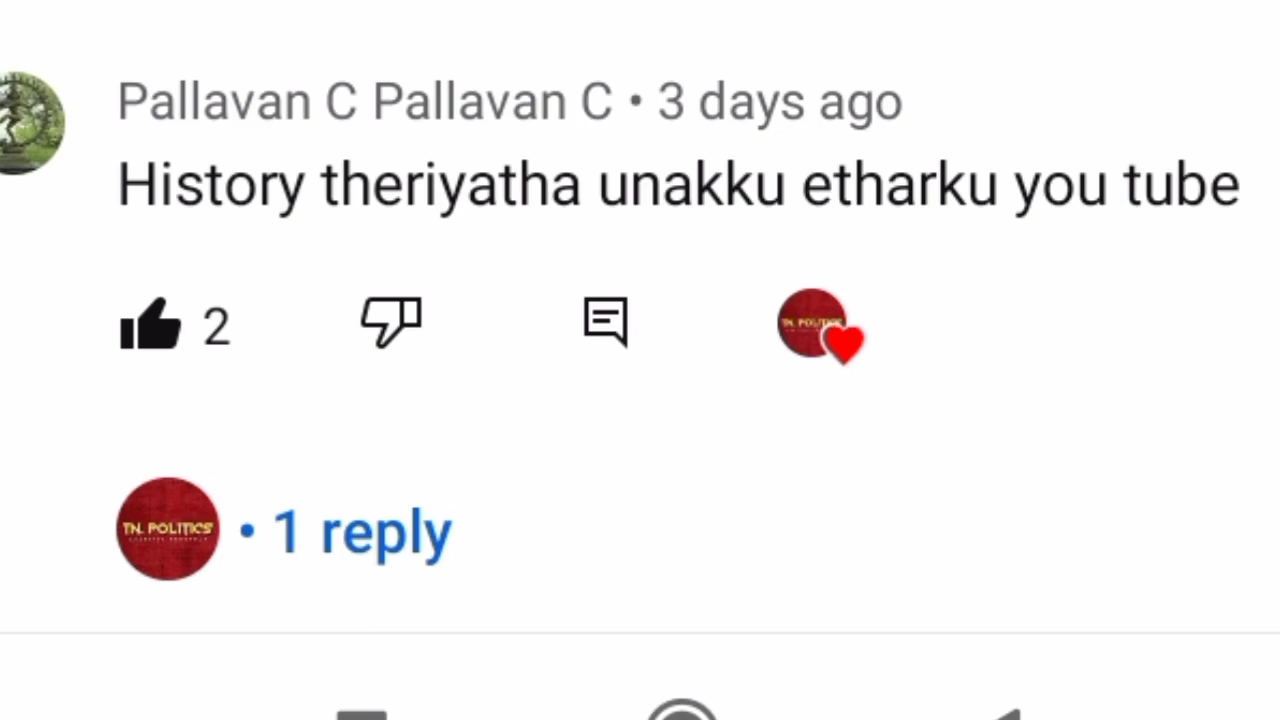 Pallavan C Pallavan C • 3 days ago
History theriyatha unakku etharku you tube
2
TN. POLITICS
TN. POLITICS
• 1 reply